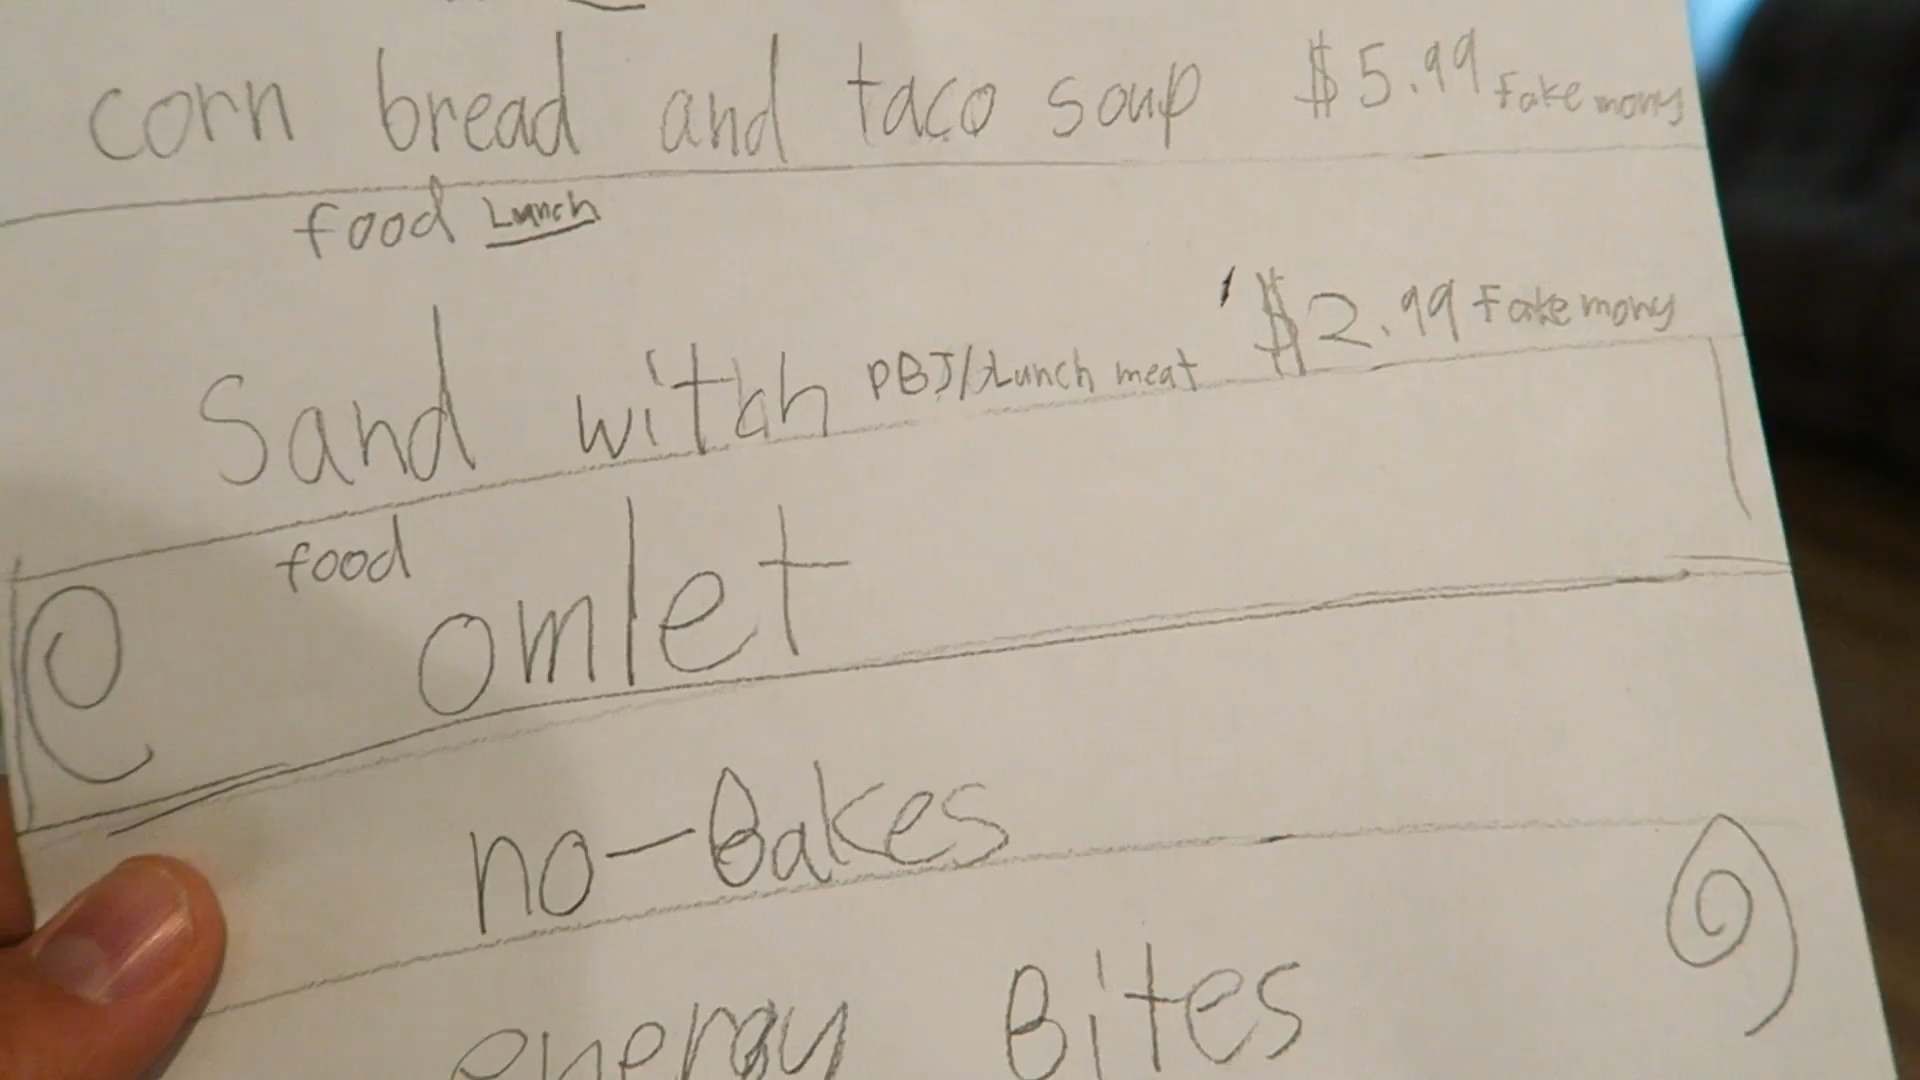 corn bread and taco soup $5.99 Fake mony
food Lunch
Sand witch PBJ/Lunch meat $2.99 Fake mony
food
omlet
no-Bakes
energy Bites